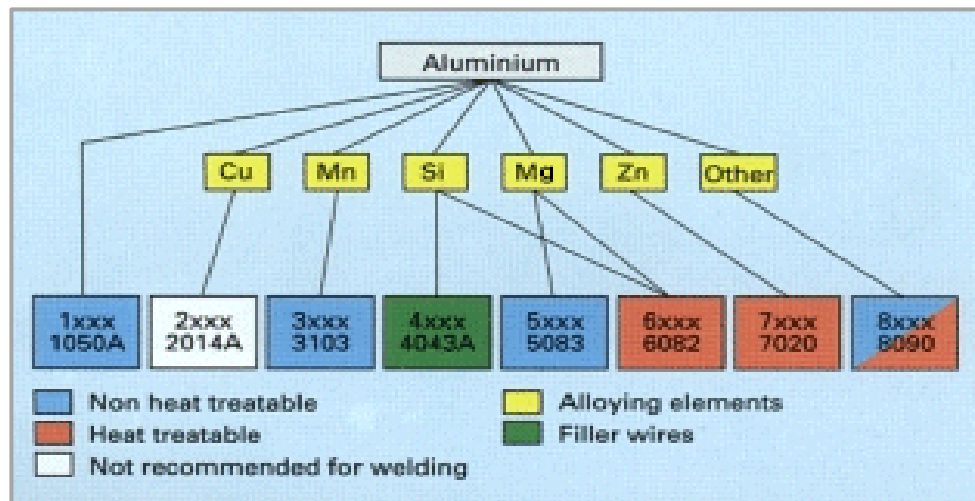 Aluminium
Cu Mn Si Mg Zn Other
1xxx 2xxx 3xxx 4xxx 5xxx 6xxx 7xxx 8xxx
1050A 2014A 3103 4043A 5083 6082 7020 8090
Non heat treatable
Heat treatable
Not recommended for welding
Alloying elements
Filler wires